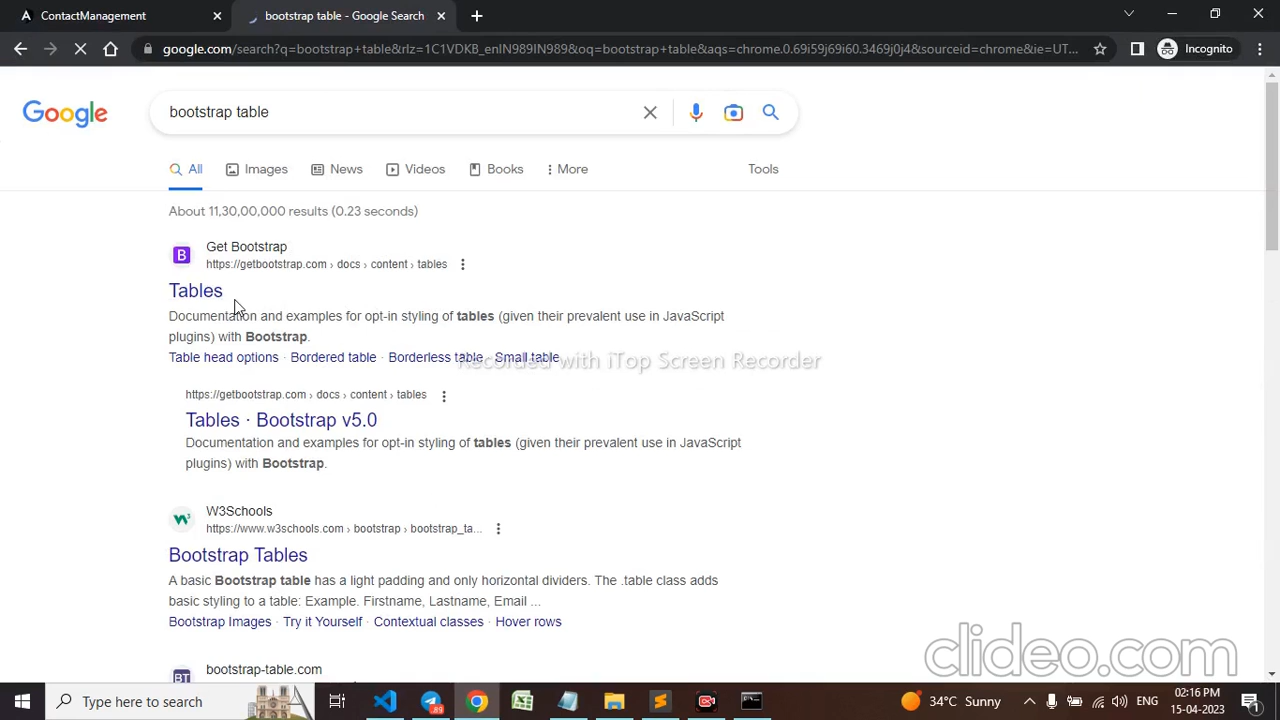 ContactManagement
bootstrap table - Google Search
google.com/search?q=bootstrap+table&rlz=1C1VDKB_enIN989IN989&oq=bootstrap+table&aqs=chrome.0.69i59j69i60.3469j0j4&sourceid=chrome&ie=UT...
Incognito
Google
bootstrap table
All
Images
News
Videos
Books
More
Tools
About 11,30,00,000 results (0.23 seconds)
Get Bootstrap
https://getbootstrap.com › docs › content › tables
Tables
Documentation and examples for opt-in styling of tables (given their prevalent use in JavaScript
plugins) with Bootstrap.
Table head options · Bordered table · Borderless table · Small table
Recorded with iTop Screen Recorder
https://getbootstrap.com › docs › content › tables
Tables · Bootstrap v5.0
Documentation and examples for opt-in styling of tables (given their prevalent use in JavaScript
plugins) with Bootstrap.
W3Schools
https://www.w3schools.com › bootstrap › bootstrap_ta...
Bootstrap Tables
A basic Bootstrap table has a light padding and only horizontal dividers. The .table class adds
basic styling to a table: Example. Firstname, Lastname, Email ...
Bootstrap Images · Try it Yourself · Contextual classes · Hover rows
bootstrap-table.com
BT
clideo.com
Type here to search
89
34°C Sunny
ENG
02:16 PM
15-04-2023
1